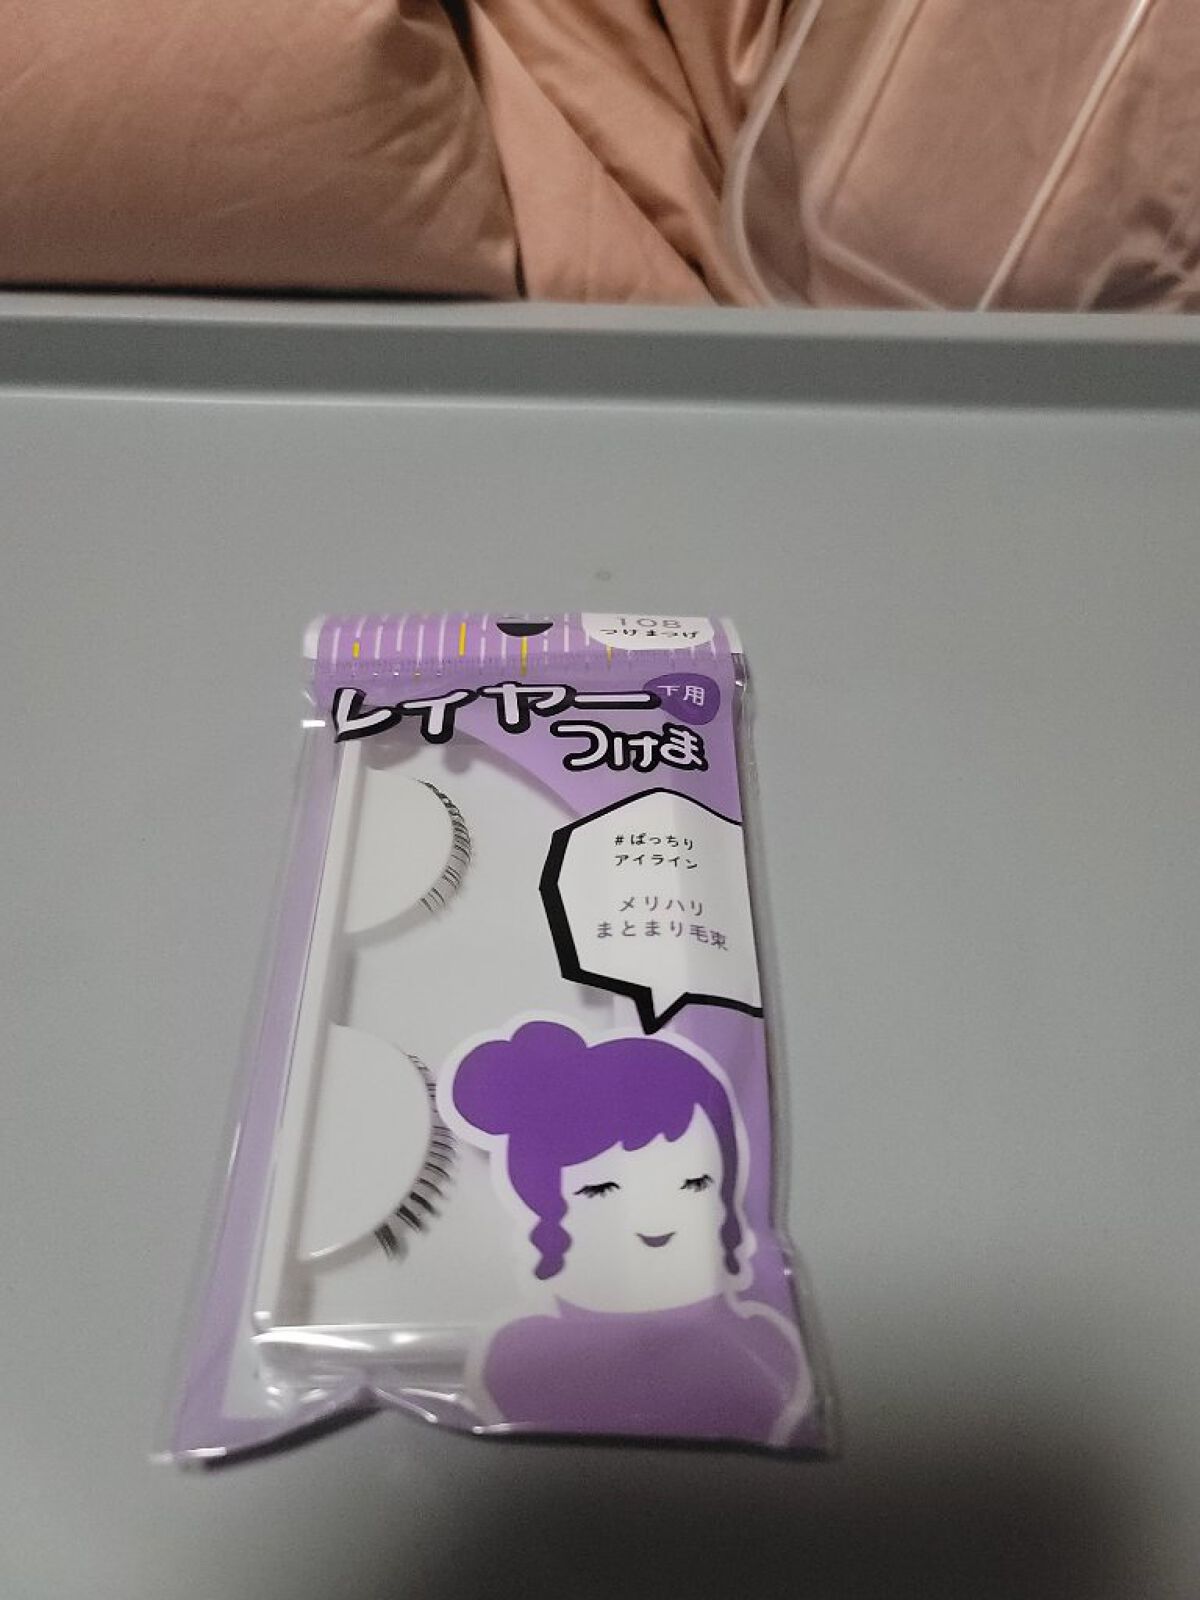 108
つけまつげ
レイヤー
下用
つけま
#ばっちり
アイライン
メリハリ
まとまり毛束